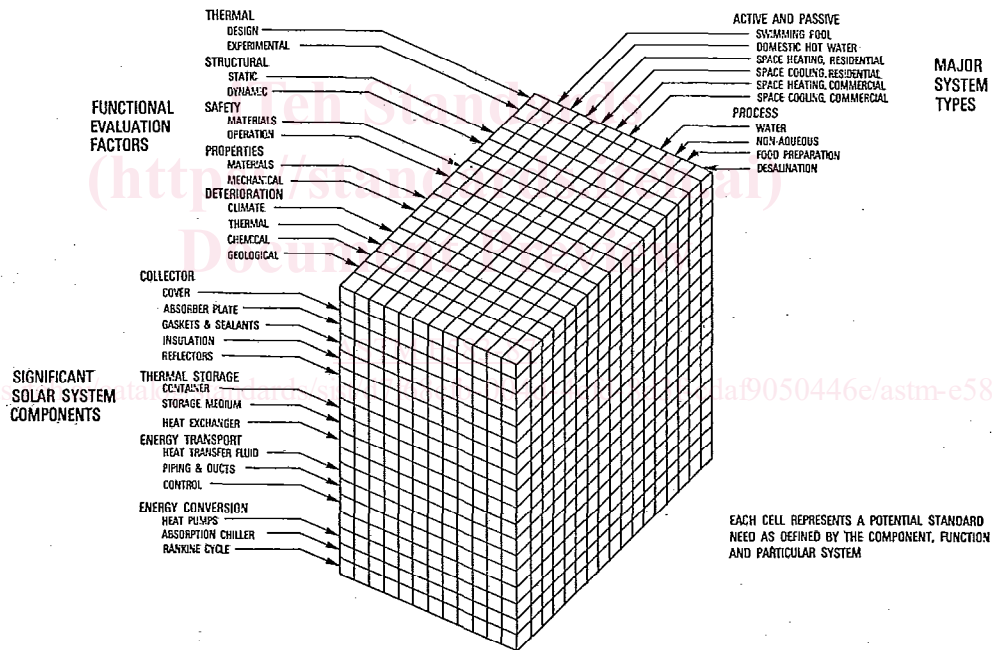 FUNCTIONAL
EVALUATION
FACTORS
THERMAL
DESIGN
EXPERIMENTAL
STRUCTURAL
STATIC
DYNAMIC
SAFETY
MATERIALS
OPERATION
PROPERTIES
MATERIALS
MECHANICAL
DETERIORATION
CLIMATE
THERMAL
CHEMICAL
GEOLOGICAL
MAJOR
SYSTEM
TYPES
ACTIVE AND PASSIVE
SWIMMING POOL
DOMESTIC HOT WATER
SPACE HEATING, RESIDENTIAL
SPACE COOLING, RESIDENTIAL
SPACE HEATING, COMMERCIAL
SPACE COOLING, COMMERCIAL
PROCESS
WATER
NON-AQUEOUS
FOOD PREPARATION
DESALINATION
SIGNIFICANT
SOLAR SYSTEM
COMPONENTS
COLLECTOR
COVER
ABSORBER PLATE
GASKETS & SEALANTS
INSULATION
REFLECTORS
THERMAL STORAGE
CONTAINER
STORAGE MEDIUM
HEAT EXCHANGER
ENERGY TRANSPORT
HEAT TRANSFER FLUID
PIPING & DUCTS
CONTROL
ENERGY CONVERSION
HEAT PUMPS
ABSORPTION CHILLER
RANKINE CYCLE
EACH CELL REPRESENTS A POTENTIAL STANDARD
NEED AS DEFINED BY THE COMPONENT, FUNCTION
AND PARTICULAR SYSTEM
iTeh Standards
Document Preview
daf9050446e/astm-e58